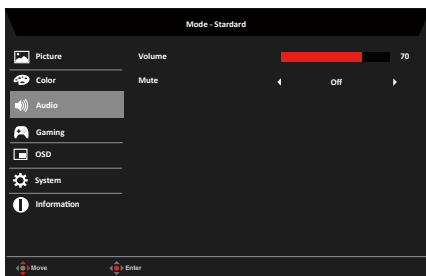 Mode - Stardard
Picture
Volume
70
Color
Mute
Off
Audio
Gaming
OSD
System
Information
Move
Enter